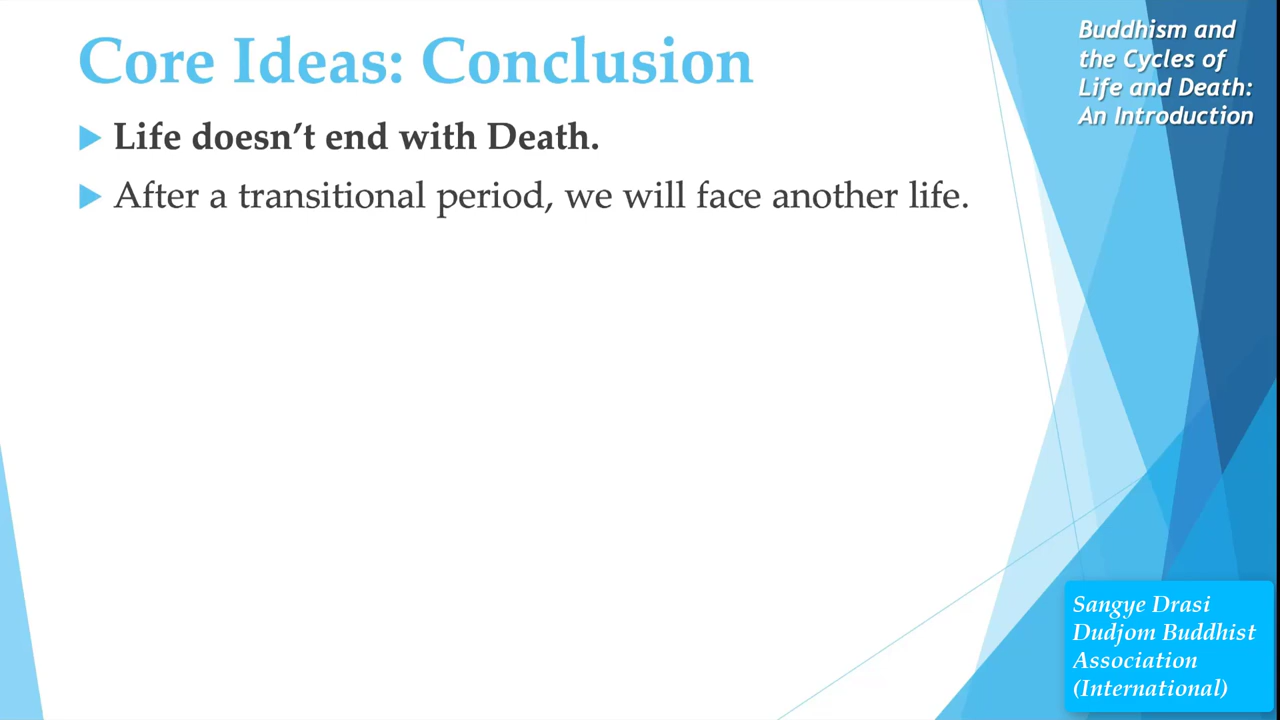 Core Ideas: Conclusion
Life doesn’t end with Death.
After a transitional period, we will face another life.
Buddhism and
the Cycles of
Life and Death:
An Introduction
Sangye Drasi
Dudjom Buddhist
Association
(International)